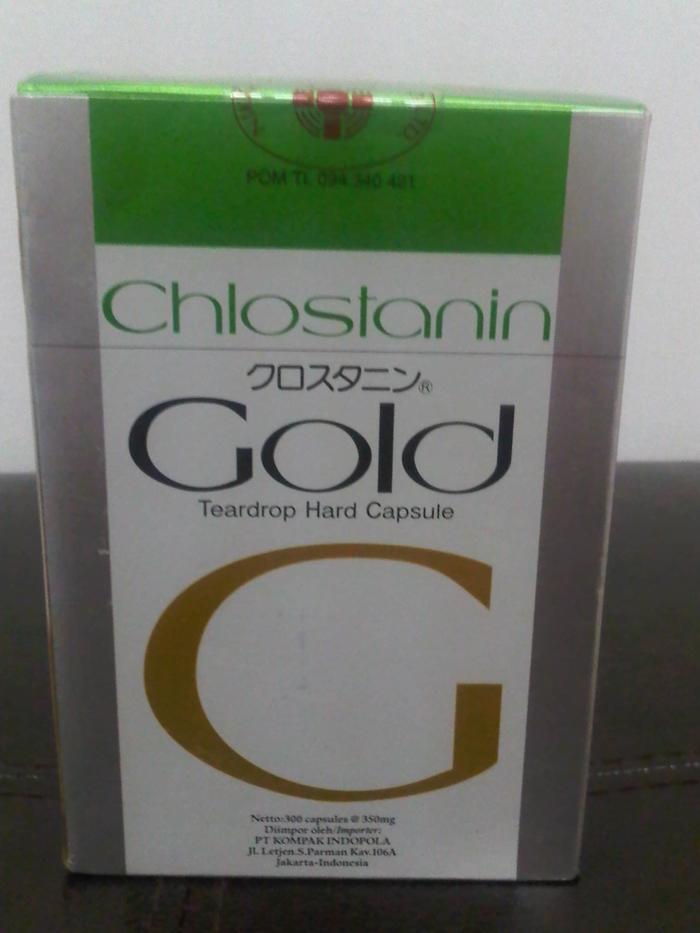 POM TI. 094 340 481
Chlostanin
クロスタニン®
Gold
Teardrop Hard Capsule
G
Netto:300 capsules @ 350mg
Diimpor oleh/Importer:
PT KOMPAK INDOPOLA
Jl. Letjen.S.Parman Kav.106A
Jakarta-Indonesia